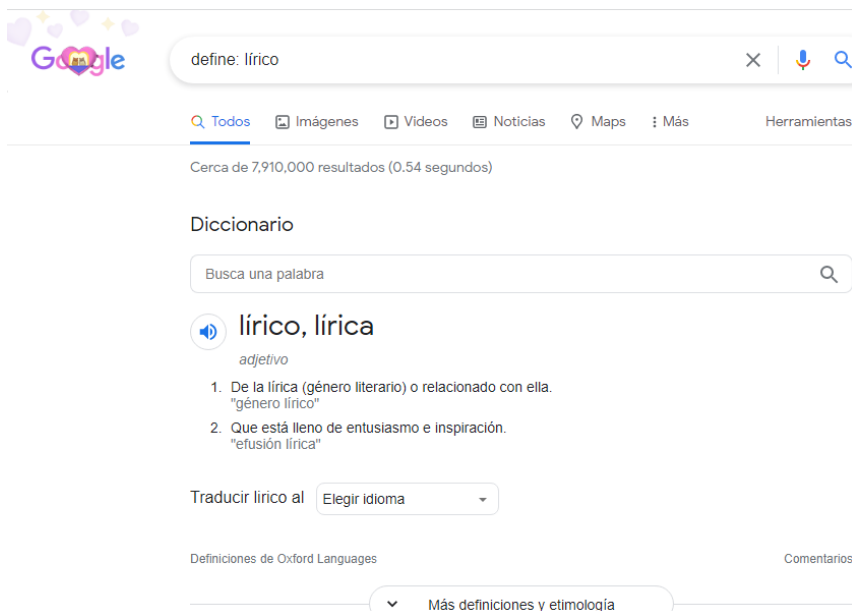 Google
define: lírico
Todos Imágenes Videos Noticias Maps Más Herramientas
Cerca de 7,910,000 resultados (0.54 segundos)
Diccionario
Busca una palabra
lírico, lírica
adjetivo
1. De la lírica (género literario) o relacionado con ella.
"género lírico"
2. Que está lleno de entusiasmo e inspiración.
"efusión lírica"
Traducir lirico al Elegir idioma
Definiciones de Oxford Languages Comentarios
Más definiciones y etimología